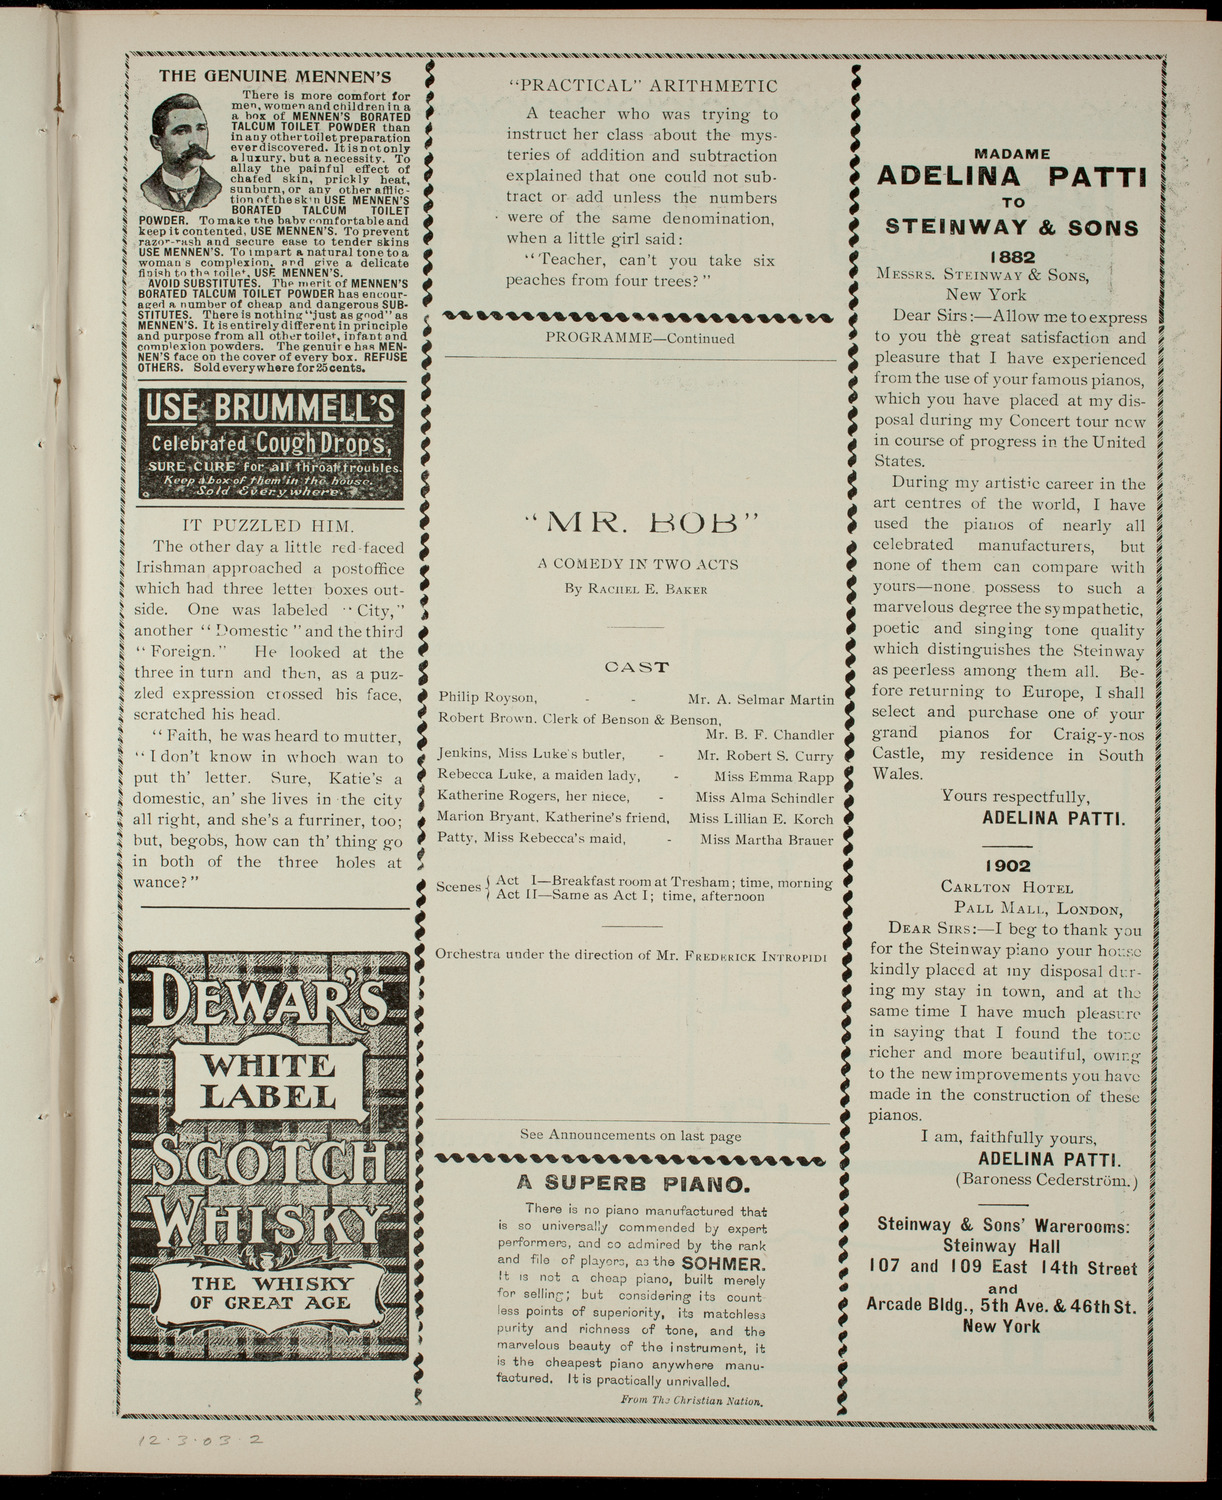 THE GENUINE MENNEN'S
There is more comfort for
men, women and children in a
a box of MENNEN'S BORATED
TALCUM TOILET POWDER than
in any other toilet preparation
ever discovered. It is not only
a luxury, but a necessity. To
allay the painful effect of
chafed skin, prickly heat,
sunburn, or any other afflic-
tion of the skin USE MENNEN'S
BORATED TALCUM TOILET
POWDER. To make the baby comfortable and
keep it contented, USE MENNEN'S. To prevent
razor-rash and secure ease to tender skins
USE MENNEN'S. To impart a natural tone to a
woman's complexion, and give a delicate
finish to the toilet, USE MENNEN'S.
AVOID SUBSTITUTES. The merit of MENNEN'S
BORATED TALCUM TOILET POWDER has encour-
aged a number of cheap and dangerous SUB-
STITUTES. There is nothing "just as good" as
MENNEN'S. It is entirely different in principle
and purpose from all other toilet, infant and
complexion powders. The genuine has MEN-
NEN'S face on the cover of every box. REFUSE
OTHERS. Sold everywhere for 25 cents.
USE BRUMMELL'S
Celebrated Cough Drops,
SURE CURE for all throat troubles.
Keep a box of them in the house.
Sold Everywhere.
IT PUZZLED HIM.
The other day a little red-faced
Irishman approached a postoffice
which had three letter boxes out-
side. One was labeled "City,"
another "Domestic" and the third
"Foreign." He looked at the
three in turn and then, as a puz-
zled expression crossed his face,
scratched his head.
"Faith, he was heard to mutter,
"I don't know in whoch wan to
put th' letter. Sure, Katie's a
domestic, an' she lives in the city
all right, and she's a furriner, too;
but, begobs, how can th' thing go
in both of the three holes at
wance?"
DEWAR'S
WHITE
LABEL
SCOTCH
WHISKY
THE WHISKY
OF GREAT AGE
"PRACTICAL" ARITHMETIC
A teacher who was trying to
instruct her class about the mys-
teries of addition and subtraction
explained that one could not sub-
tract or add unless the numbers
were of the same denomination,
when a little girl said:
"Teacher, can't you take six
peaches from four trees?"
PROGRAMME—Continued
"MR. BOB"
A COMEDY IN TWO ACTS
By RACHEL E. BAKER
CAST
Philip Royson, - - Mr. A. Selmar Martin
Robert Brown, Clerk of Benson & Benson,
Mr. B. F. Chandler
Jenkins, Miss Luke's butler, - Mr. Robert S. Curry
Rebecca Luke, a maiden lady, - Miss Emma Rapp
Katherine Rogers, her niece, - Miss Alma Schindler
Marion Bryant, Katherine's friend, Miss Lillian E. Korch
Patty, Miss Rebecca's maid, - Miss Martha Brauer
Scenes { Act I—Breakfast room at Tresham; time, morning
Act II—Same as Act I; time, afternoon
Orchestra under the direction of Mr. FREDERICK INTROPIDI
See Announcements on last page
A SUPERB PIANO.
There is no piano manufactured that
is so universally commended by expert
performers, and so admired by the rank
and file of players, as the SOHMER.
It is not a cheap piano, built merely
for selling; but considering its count
less points of superiority, its matchless
purity and richness of tone, and the
marvelous beauty of the instrument, it
is the cheapest piano anywhere manu-
factured. It is practically unrivalled.
From The Christian Nation.
MADAME
ADELINA PATTI
TO
STEINWAY & SONS
1882
MESSRS. STEINWAY & SONS,
New York
Dear Sirs:—Allow me to express
to you the great satisfaction and
pleasure that I have experienced
from the use of your famous pianos,
which you have placed at my dis-
posal during my Concert tour now
in course of progress in the United
States.
During my artistic career in the
art centres of the world, I have
used the pianos of nearly all
celebrated manufacturers, but
none of them can compare with
yours—none possess to such a
marvelous degree the sympathetic,
poetic and singing tone quality
which distinguishes the Steinway
as peerless among them all. Be-
fore returning to Europe, I shall
select and purchase one of your
grand pianos for Craig-y-nos
Castle, my residence in South
Wales.
Yours respectfully,
ADELINA PATTI.
1902
CARLTON HOTEL
PALL MALL, LONDON,
DEAR SIRS:—I beg to thank you
for the Steinway piano your house
kindly placed at my disposal dur-
ing my stay in town, and at the
same time I have much pleasure
in saying that I found the tone
richer and more beautiful, owing
to the new improvements you have
made in the construction of these
pianos.
I am, faithfully yours,
ADELINA PATTI.
(Baroness Cederström.)
Steinway & Sons' Warerooms:
Steinway Hall
107 and 109 East 14th Street
and
Arcade Bldg., 5th Ave. & 46th St.
New York
12·3·03·2